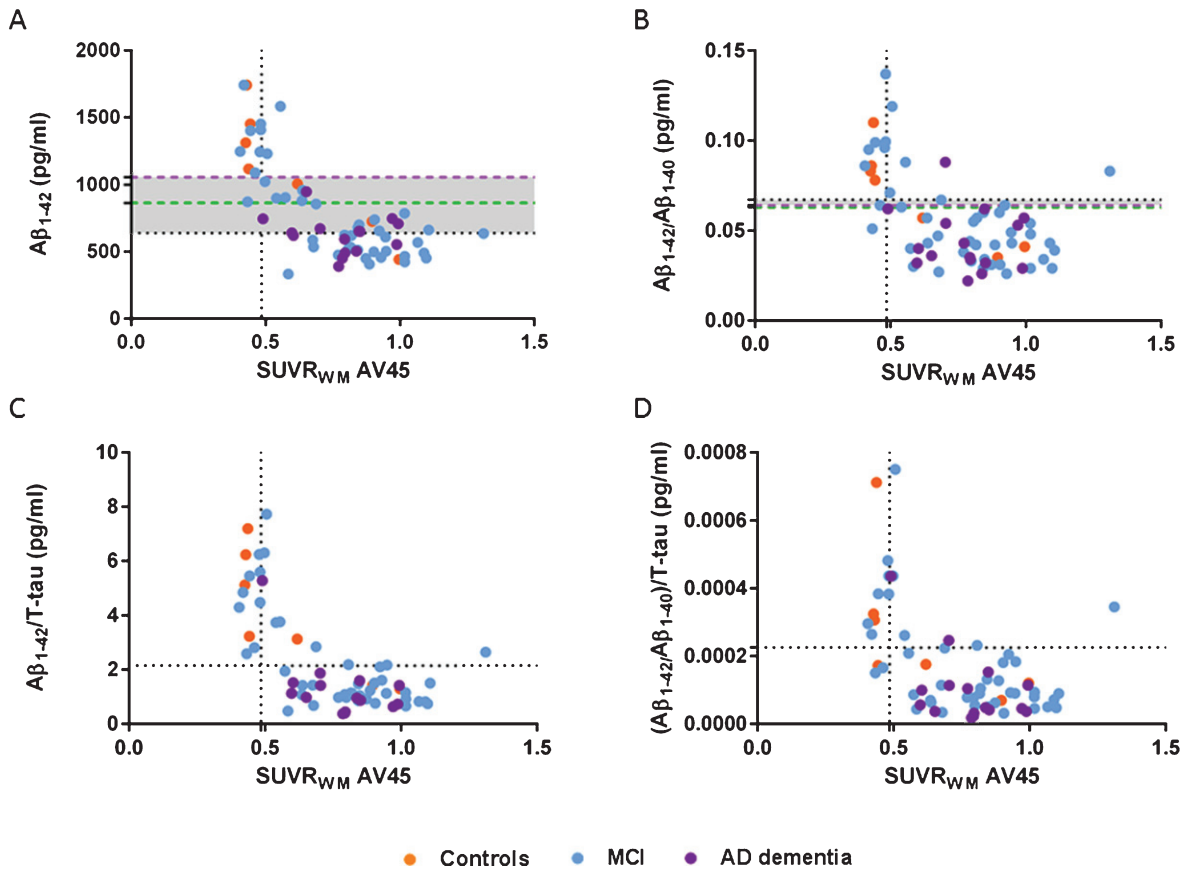 A
Aβ1-42 (pg/ml)
2000
1500
1000
500
0
0.0
0.5
1.0
1.5
SUVRWM AV45
B
Aβ1-42/Aβ1-40 (pg/ml)
0.15
0.10
0.05
0.00
0.0
0.5
1.0
1.5
SUVRWM AV45
C
Aβ1-42/T-tau (pg/ml)
10
8
6
4
2
0
0.0
0.5
1.0
1.5
SUVRWM AV45
D
(Aβ1-42/Aβ1-40)/T-tau (pg/ml)
0.0008
0.0006
0.0004
0.0002
0.0000
0.0
0.5
1.0
1.5
SUVRWM AV45
Controls
MCI
AD dementia